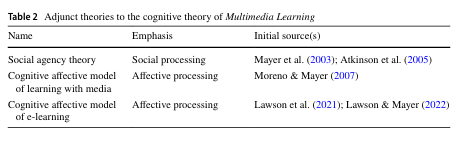 Table 2 Adjunct theories to the cognitive theory of Multimedia Learning
Name Emphasis Initial source(s)
Social agency theory Social processing Mayer et al. (2003); Atkinson et al. (2005)
Cognitive affective model Affective processing Moreno & Mayer (2007)
of learning with media
Cognitive affective model Affective processing Lawson et al. (2021); Lawson & Mayer (2022)
of e-learning